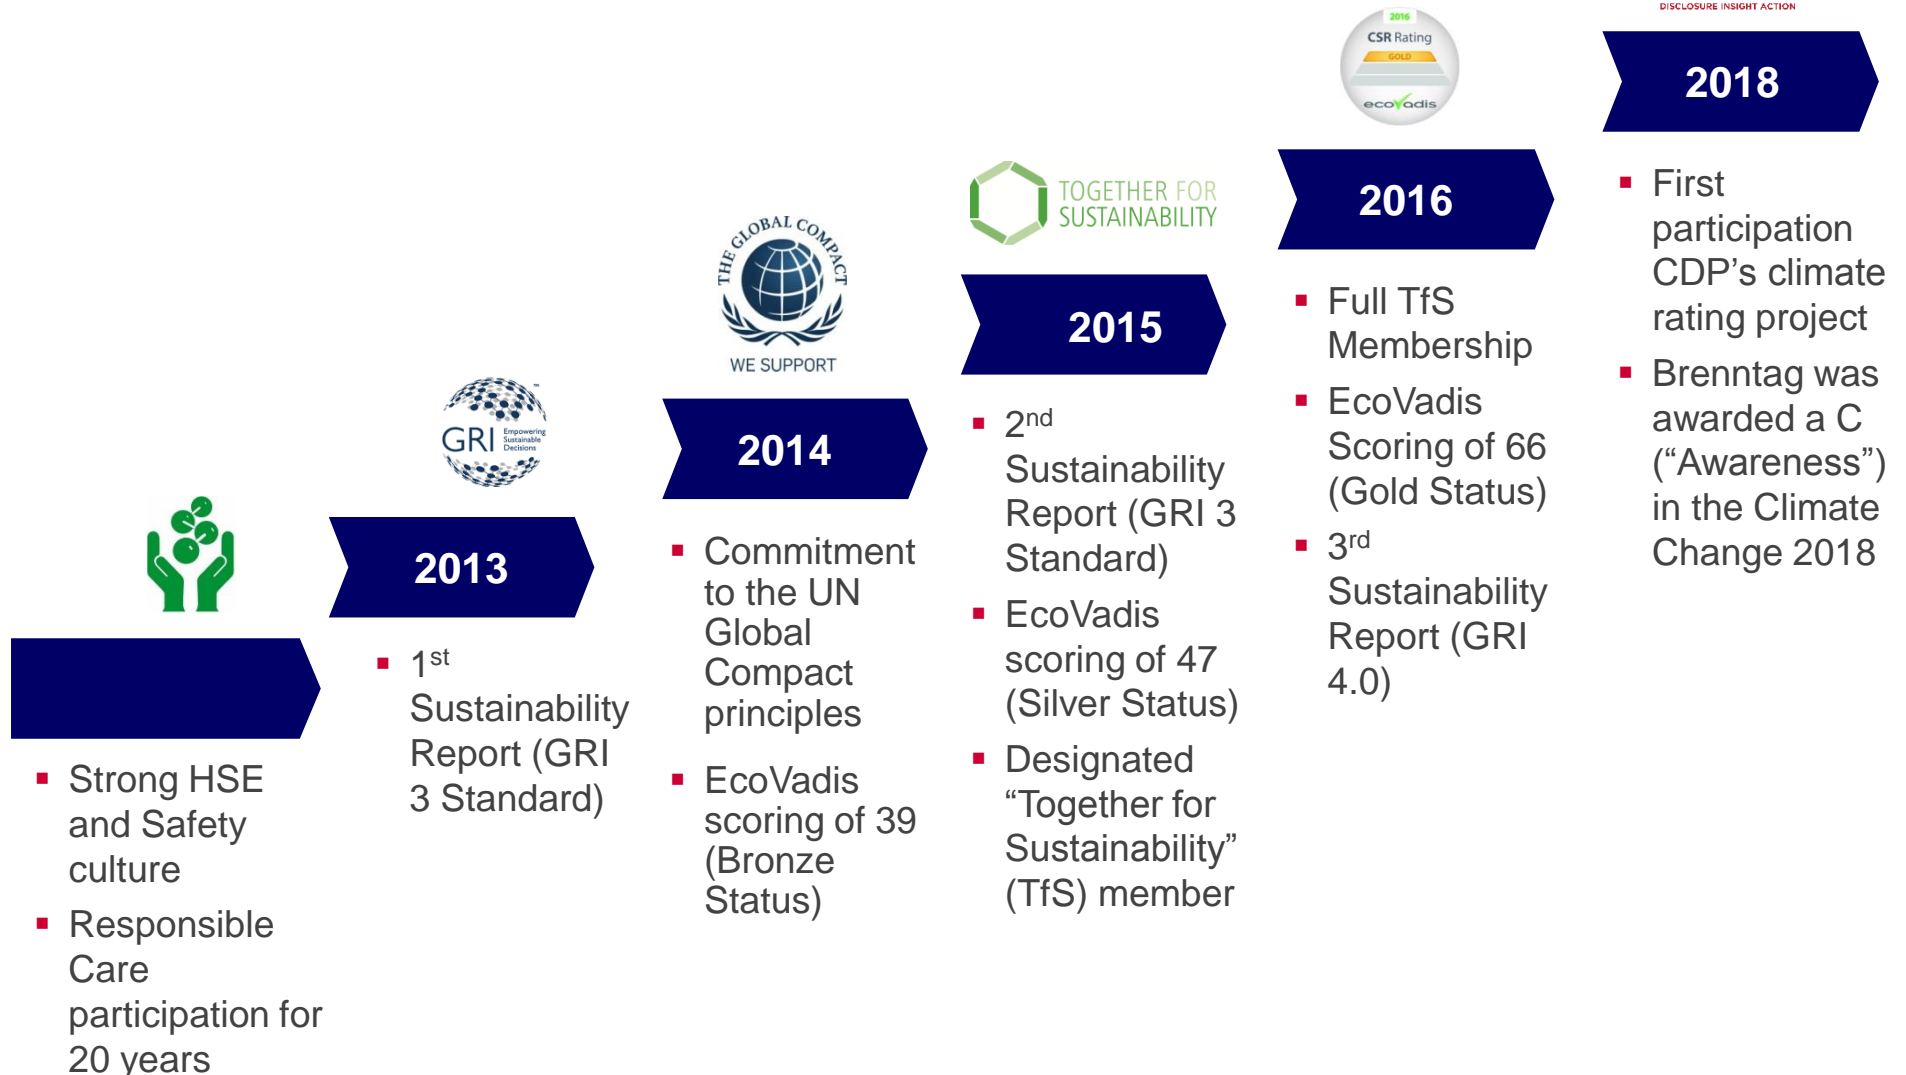 Strong HSE
and Safety
culture
Responsible
Care
participation for
20 years
GRI Empowering
Sustainable
Decisions
™
2013
1st
Sustainability
Report (GRI
3 Standard)
THE GLOBAL COMPACT
WE SUPPORT
2014
Commitment
to the UN
Global
Compact
principles
EcoVadis
scoring of 39
(Bronze
Status)
TOGETHER FOR
SUSTAINABILITY
2015
2nd
Sustainability
Report (GRI 3
Standard)
EcoVadis
scoring of 47
(Silver Status)
Designated
“Together for
Sustainability”
(TfS) member
2016
CSR Rating
GOLD
ecovadis
2016
Full TfS
Membership
EcoVadis
Scoring of 66
(Gold Status)
3rd
Sustainability
Report (GRI
4.0)
DISCLOSURE INSIGHT ACTION
2018
First
participation
CDP’s climate
rating project
Brenntag was
awarded a C
(“Awareness”)
in the Climate
Change 2018